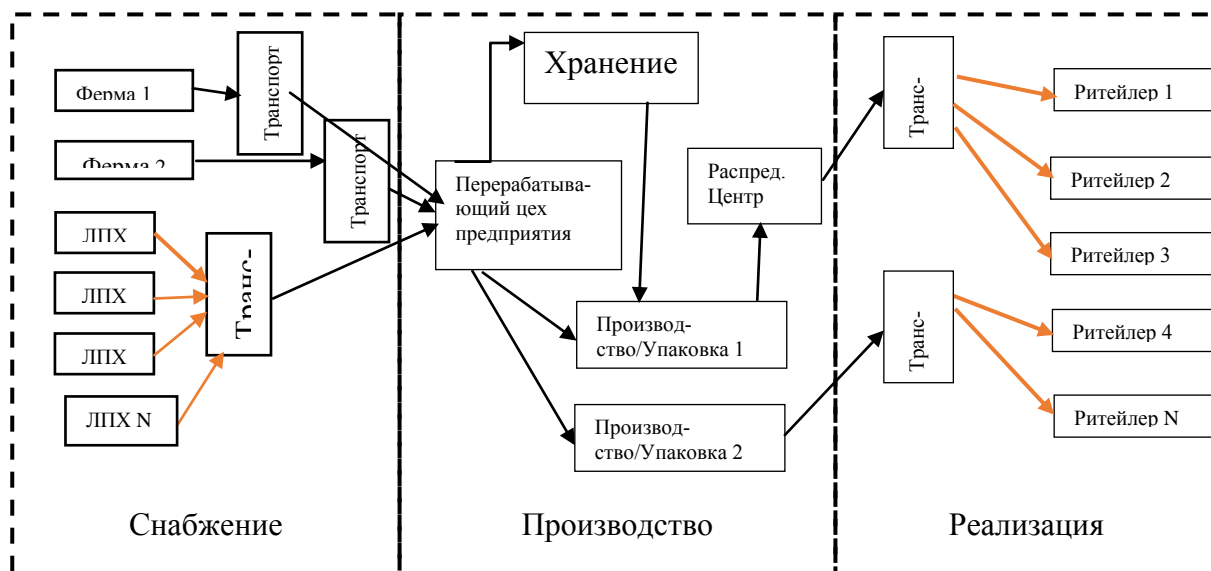 Ферма 1
Транспорт
Ферма 2
Транспорт
ЛПХ
ЛПХ
ЛПХ
ЛПХ N
Транс-
Снабжение
Хранение
Перерабатыва-
ющий цех
предприятия
Распред.
Центр
Производ-
ство/Упаковка 1
Производ-
ство/Упаковка 2
Производство
Транс-
Ритейлер 1
Ритейлер 2
Ритейлер 3
Транс-
Ритейлер 4
Ритейлер N
Реализация